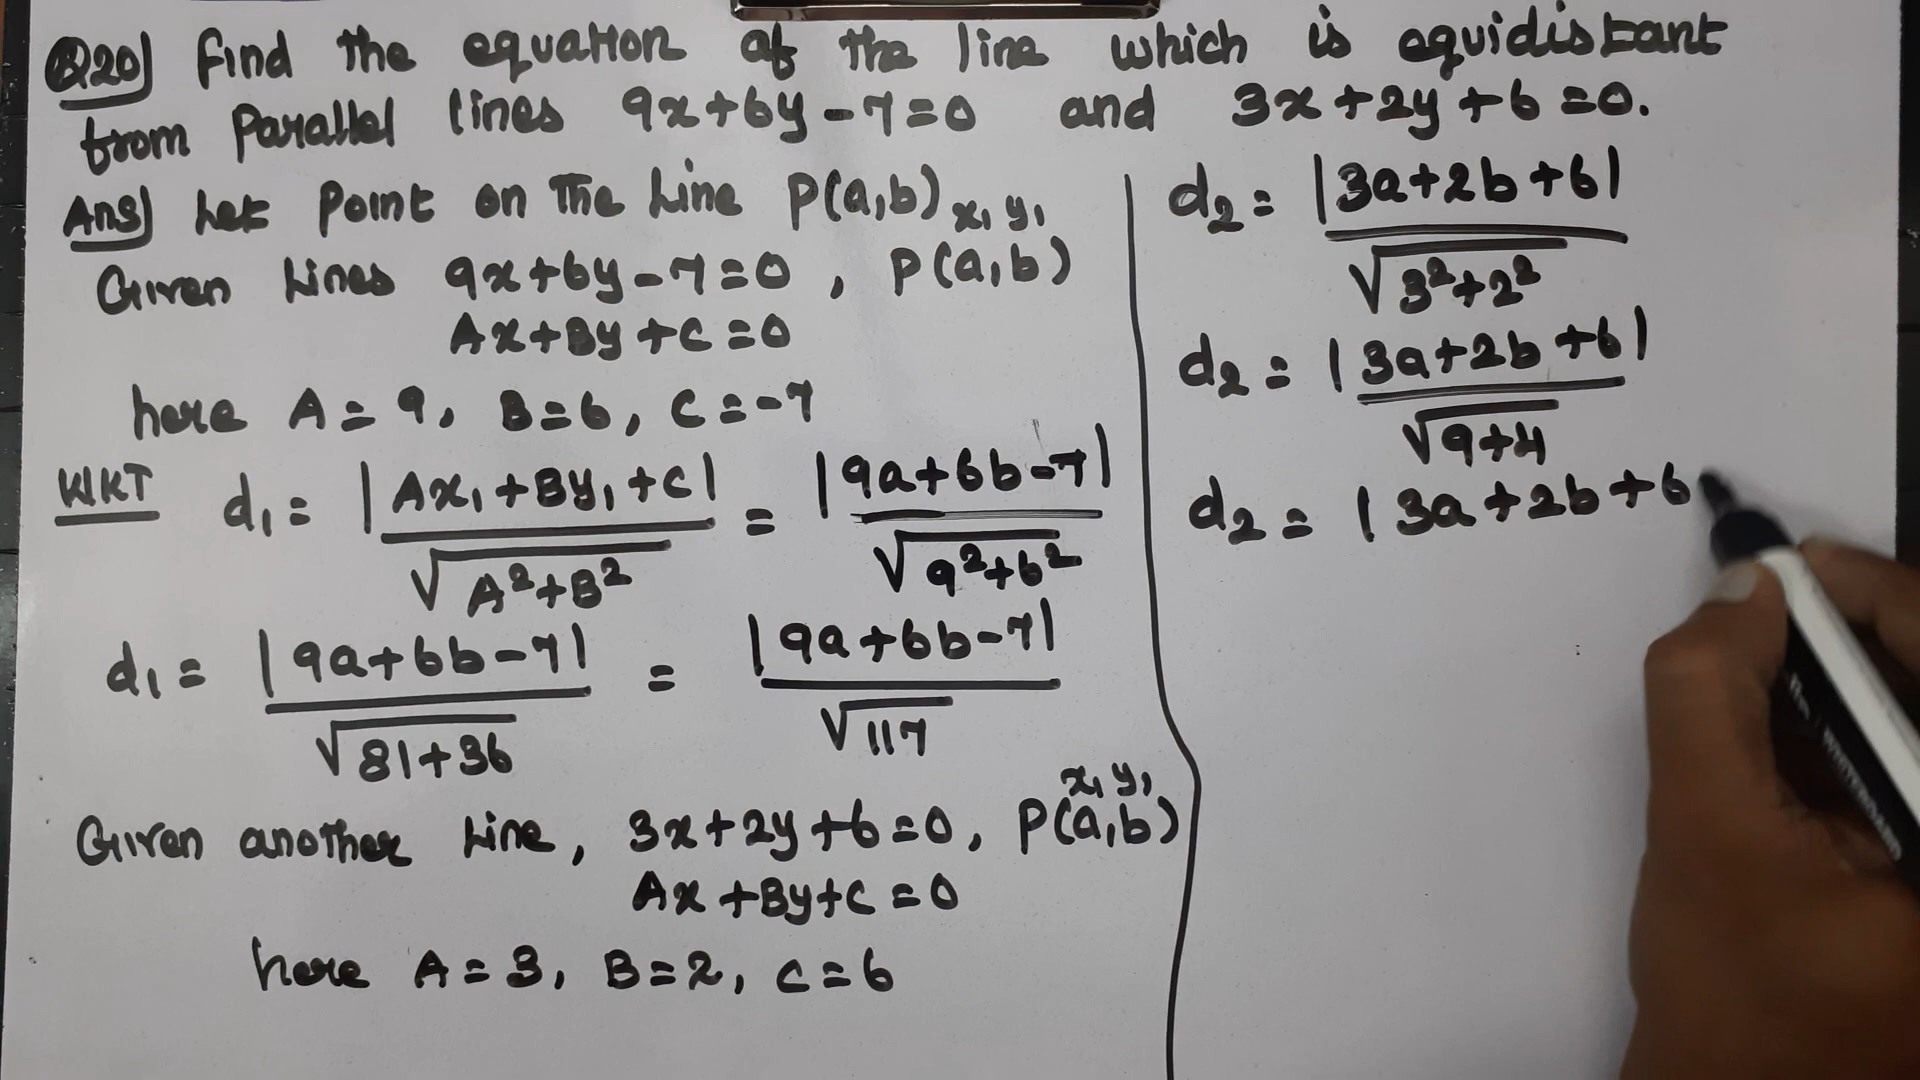 Q20) Find the equation of the line which is equidistant
from Parallel lines 9x+6y-7=0 and 3x+2y+6=0.
Ans) Let Point on the Line P(a,b) x₁ y₁
Given Lines 9x+6y-7=0, P(a,b)
Ax+By+C=0
here A=9, B=6, C=-7
WKT d₁ = |Ax₁+By₁+C| / √A²+B² = |9a+6b-7| / √9²+6²
d₁ = |9a+6b-7| / √81+36 = |9a+6b-7| / √117
x₁ y₁
Given another Line, 3x+2y+6=0, P(a,b)
Ax+By+C=0
here A=3, B=2, C=6
d₂ = |3a+2b+6| / √3²+2²
d₂ = |3a+2b+6| / √9+4
d₂ = |3a+2b+6